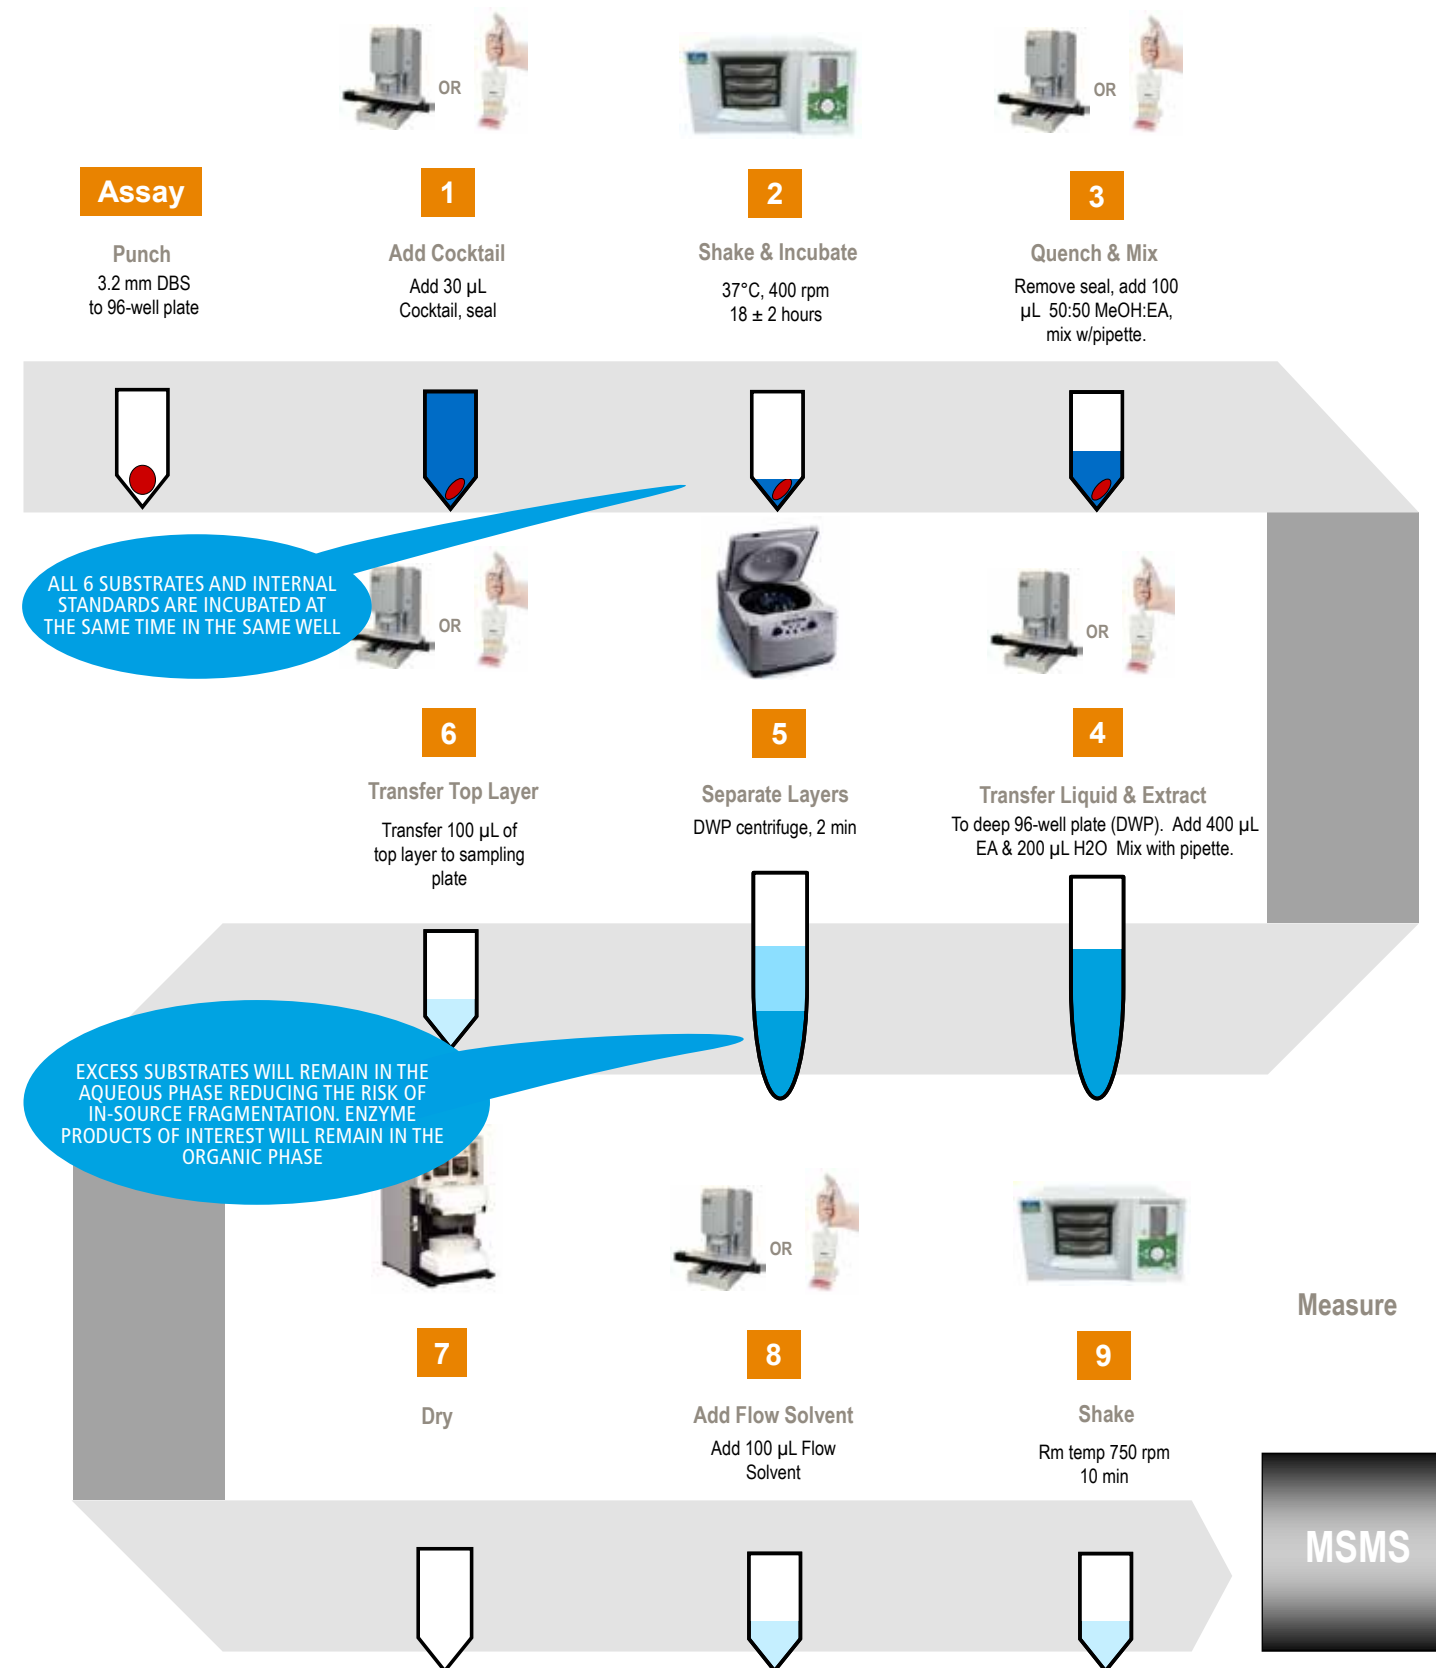 OR
OR
Assay
1
2
3
Punch
3.2 mm DBS
to 96-well plate
Add Cocktail
Add 30 µL
Cocktail, seal
Shake & Incubate
37°C, 400 rpm
18 ± 2 hours
Quench & Mix
Remove seal, add 100
µL 50:50 MeOH:EA,
mix w/pipette.
ALL 6 SUBSTRATES AND INTERNAL
STANDARDS ARE INCUBATED AT
THE SAME TIME IN THE SAME WELL
OR
OR
6
5
4
Transfer Top Layer
Transfer 100 µL of
top layer to sampling
plate
Separate Layers
DWP centrifuge, 2 min
Transfer Liquid & Extract
To deep 96-well plate (DWP). Add 400 µL
EA & 200 µL H2O Mix with pipette.
EXCESS SUBSTRATES WILL REMAIN IN THE
AQUEOUS PHASE REDUCING THE RISK OF
IN-SOURCE FRAGMENTATION. ENZYME
PRODUCTS OF INTEREST WILL REMAIN IN THE
ORGANIC PHASE
OR
7
8
9
Dry
Add Flow Solvent
Add 100 µL Flow
Solvent
Shake
Rm temp 750 rpm
10 min
Measure
MSMS